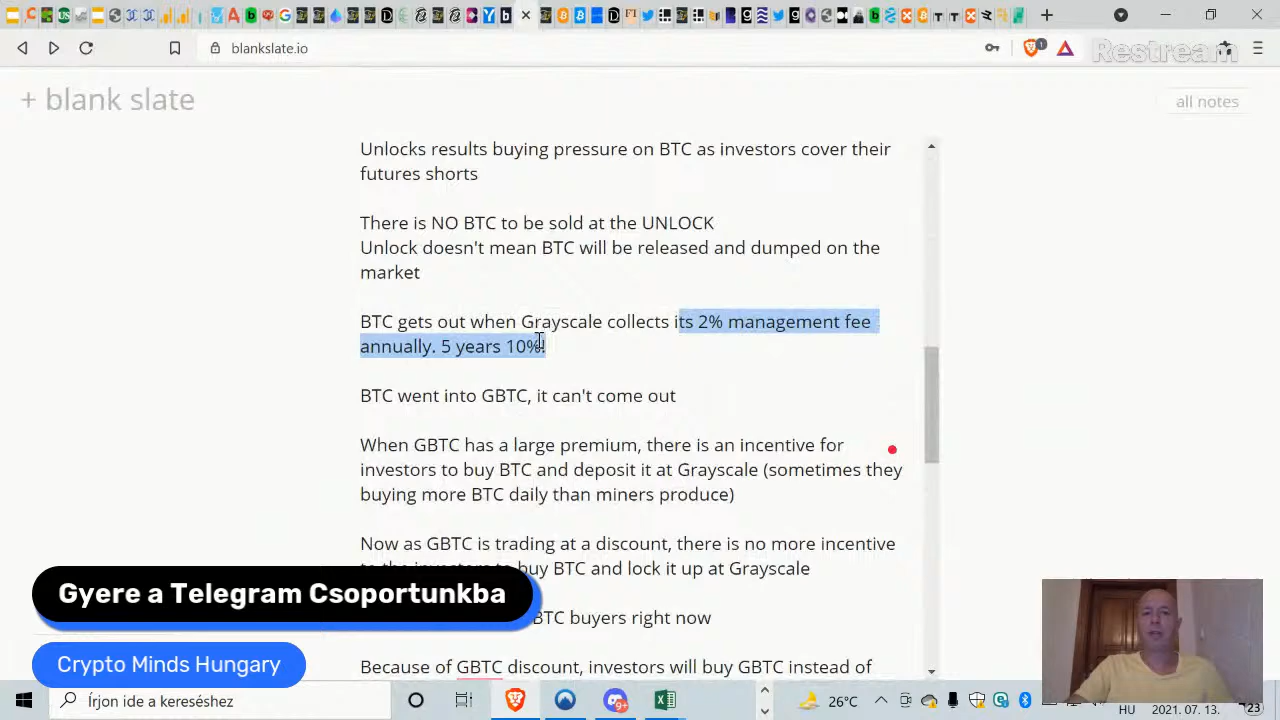 blankslate.io
Restream
1
+ blank slate
all notes
Unlocks results buying pressure on BTC as investors cover their
futures shorts
There is NO BTC to be sold at the UNLOCK
Unlock doesn't mean BTC will be released and dumped on the
market
BTC gets out when Grayscale collects its 2% management fee
annually. 5 years 10%!
BTC went into GBTC, it can't come out
When GBTC has a large premium, there is an incentive for
investors to buy BTC and deposit it at Grayscale (sometimes they
buying more BTC daily than miners produce)
Now as GBTC is trading at a discount, there is no more incentive
buy BTC and lock it up at Grayscale
BTC buyers right now
Because of GBTC discount, investors will buy GBTC instead of
Gyere a Telegram Csoportunkba
Crypto Minds Hungary
Írjon ide a kereséshez
9+
26°C
HU
2021. 07. 13.
23